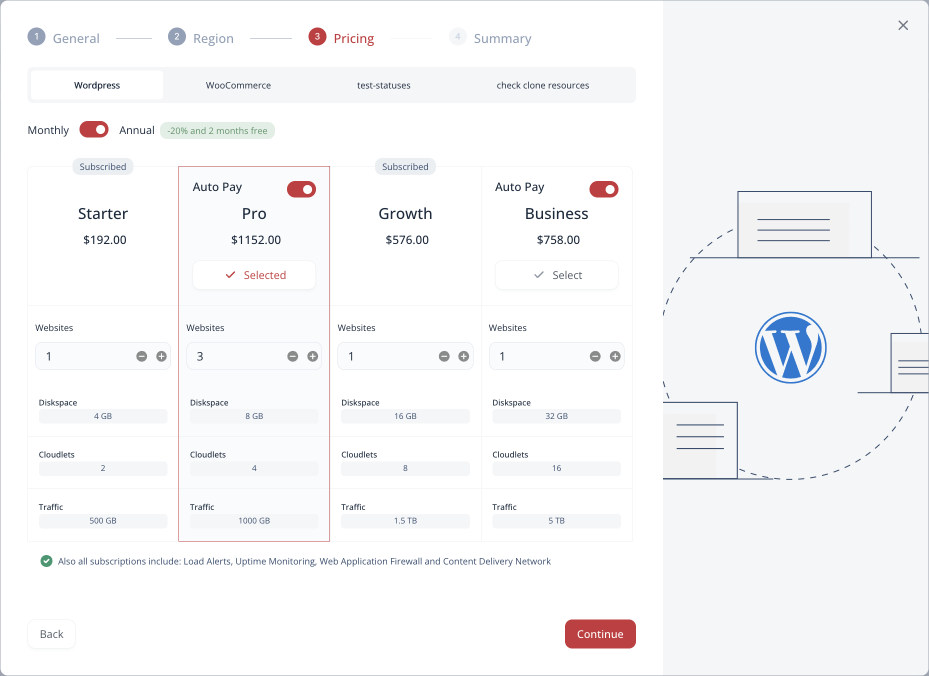 1 General 2 Region 3 Pricing 4 Summary
Wordpress WooCommerce test-statuses check clone resources
Monthly Annual -20% and 2 months free
Subscribed Subscribed
Auto Pay Auto Pay
Starter Pro Growth Business
$192.00 $1152.00 $576.00 $758.00
Selected Select
Websites Websites Websites Websites
1 3 1 1
Diskspace Diskspace Diskspace Diskspace
4 GB 8 GB 16 GB 32 GB
Cloudlets Cloudlets Cloudlets Cloudlets
2 4 8 16
Traffic Traffic Traffic Traffic
500 GB 1000 GB 1.5 TB 5 TB
Also all subscriptions include: Load Alerts, Uptime Monitoring, Web Application Firewall and Content Delivery Network
Back Continue